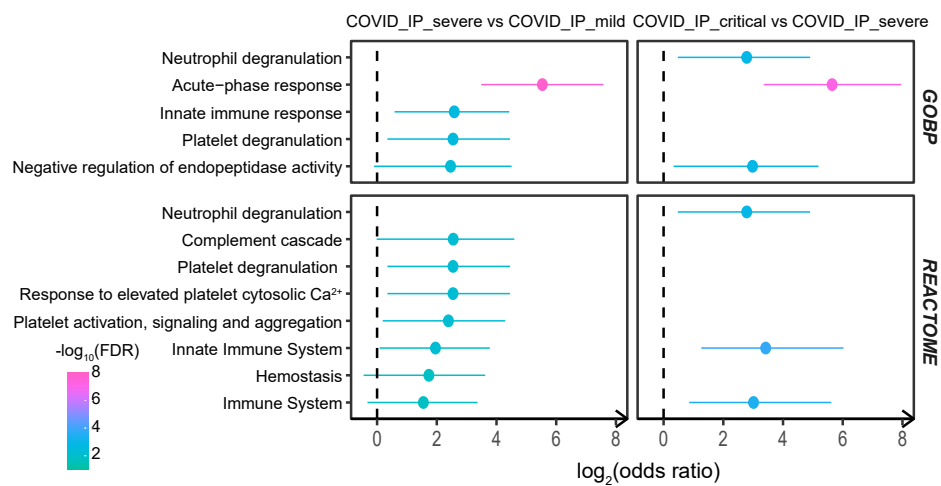 COVID_IP_severe vs COVID_IP_mild COVID_IP_critical vs COVID_IP_severe
Neutrophil degranulation
Acute−phase response
Innate immune response
Platelet degranulation
Negative regulation of endopeptidase activity
GOBP
Neutrophil degranulation
Complement cascade
Platelet degranulation
Response to elevated platelet cytosolic Ca²⁺
Platelet activation, signaling and aggregation
Innate Immune System
Hemostasis
Immune System
REACTOME
-log₁₀(FDR)
8
6
4
2
0 2 4 6 8 0 2 4 6 8
log₂(odds ratio)